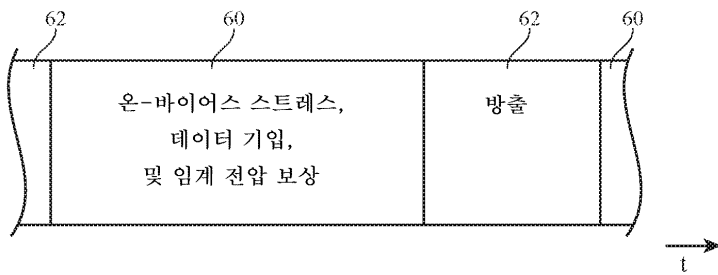 62 60 62 60
온-바이어스 스트레스,
데이터 기입,
및 임계 전압 보상
방출
t